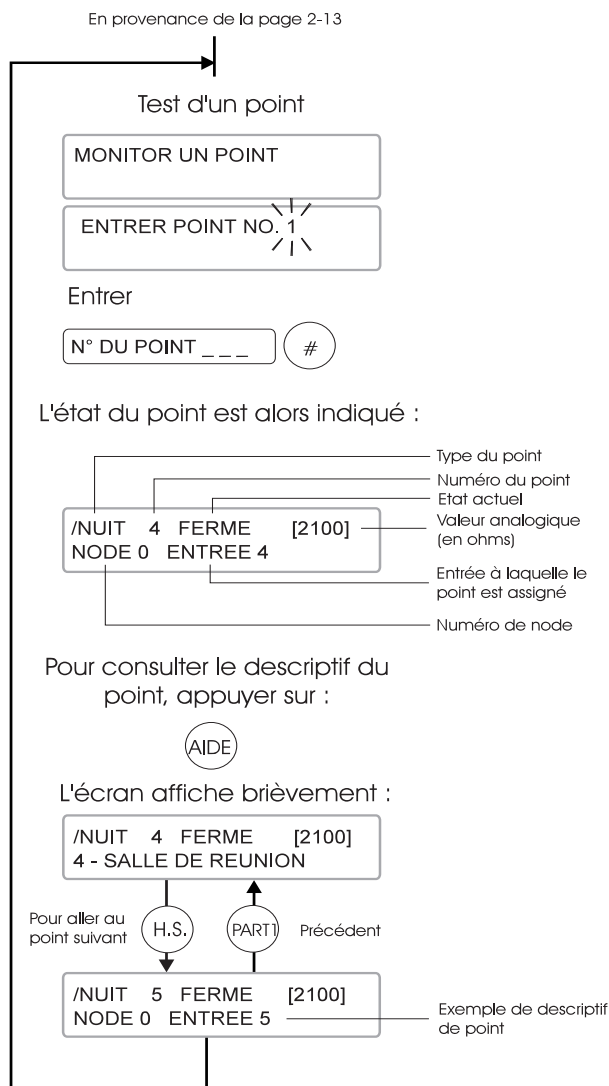 En provenance de la page 2-13
Test d'un point
MONITOR UN POINT
ENTRER POINT NO. 1
Entrer
N° DU POINT _ _ _
#
L'état du point est alors indiqué :
Type du point
Numéro du point
Etat actuel
/NUIT 4 FERME [2100]
NODE 0 ENTREE 4
Valeur analogique
(en ohms)
Entrée à laquelle le
point est assigné
Numéro de node
Pour consulter le descriptif du
point, appuyer sur :
AIDE
L'écran affiche brièvement :
/NUIT 4 FERME [2100]
4 - SALLE DE REUNION
Pour aller au
point suivant
H.S.
PART1
Précédent
/NUIT 5 FERME [2100]
NODE 0 ENTREE 5
Exemple de descriptif
de point